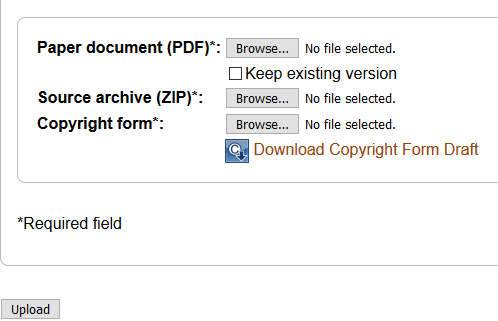 Paper document (PDF)*: Browse... No file selected.
Keep existing version
Source archive (ZIP)*: Browse... No file selected.
Copyright form*: Browse... No file selected.
Download Copyright Form Draft
*Required field
Upload